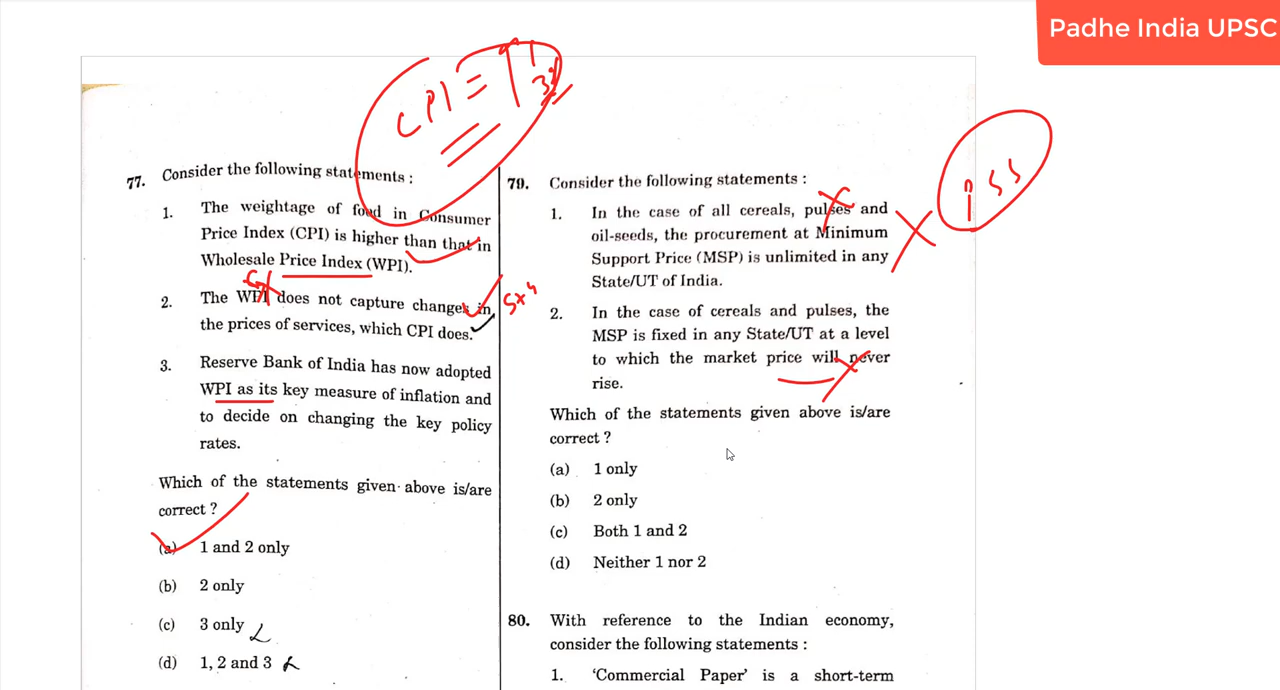 Padhe India UPSC
CPI = ↑
PSS
77. Consider the following statements :
1. The weightage of food in Consumer
Price Index (CPI) is higher than that in
Wholesale Price Index (WPI).
2. The WPI does not capture changes in
the prices of services, which CPI does.
3. Reserve Bank of India has now adopted
WPI as its key measure of inflation and
to decide on changing the key policy
rates.
Which of the statements given above is/are
correct ?
(a) 1 and 2 only
(b) 2 only
(c) 3 only
(d) 1, 2 and 3
79. Consider the following statements :
1. In the case of all cereals, pulses and
oil-seeds, the procurement at Minimum
Support Price (MSP) is unlimited in any
State/UT of India.
2. In the case of cereals and pulses, the
MSP is fixed in any State/UT at a level
to which the market price will never
rise.
Which of the statements given above is/are
correct ?
(a) 1 only
(b) 2 only
(c) Both 1 and 2
(d) Neither 1 nor 2
80. With reference to the Indian economy,
consider the following statements :
1. ‘Commercial Paper’ is a short-term